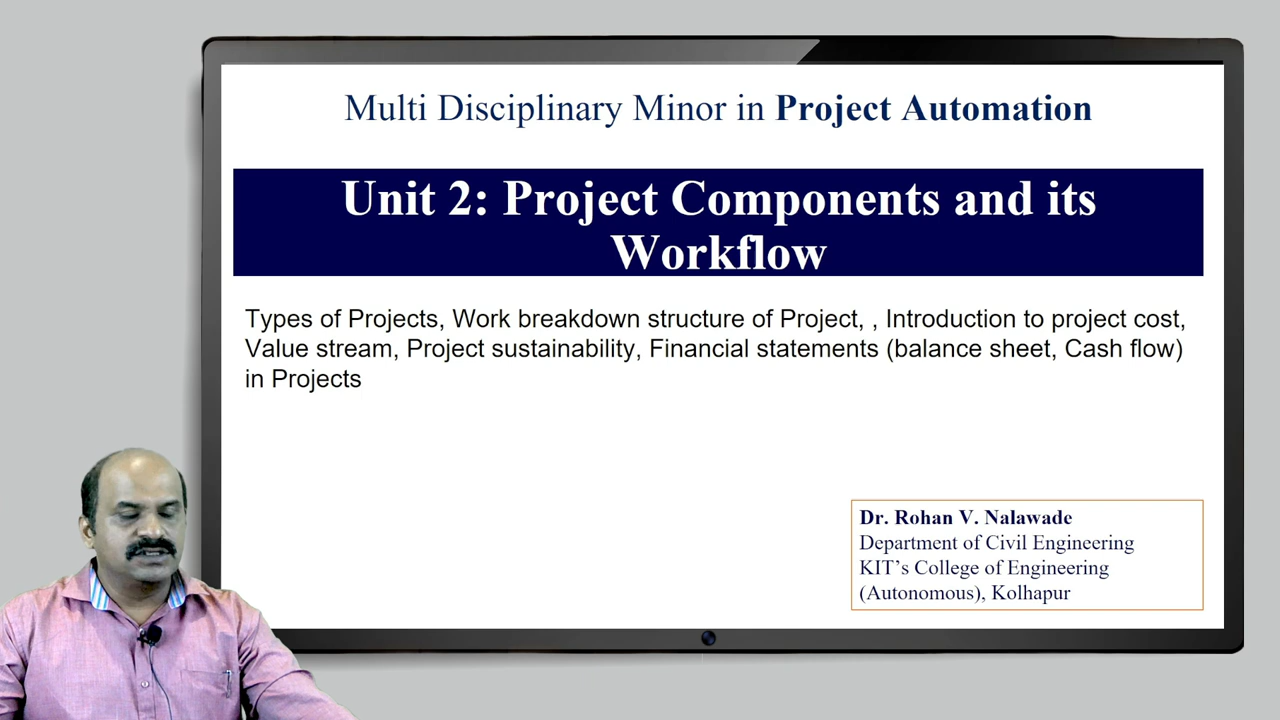 Multi Disciplinary Minor in Project Automation
Unit 2: Project Components and its
Workflow
Types of Projects, Work breakdown structure of Project, , Introduction to project cost,
Value stream, Project sustainability, Financial statements (balance sheet, Cash flow)
in Projects
Dr. Rohan V. Nalawade
Department of Civil Engineering
KIT's College of Engineering
(Autonomous), Kolhapur